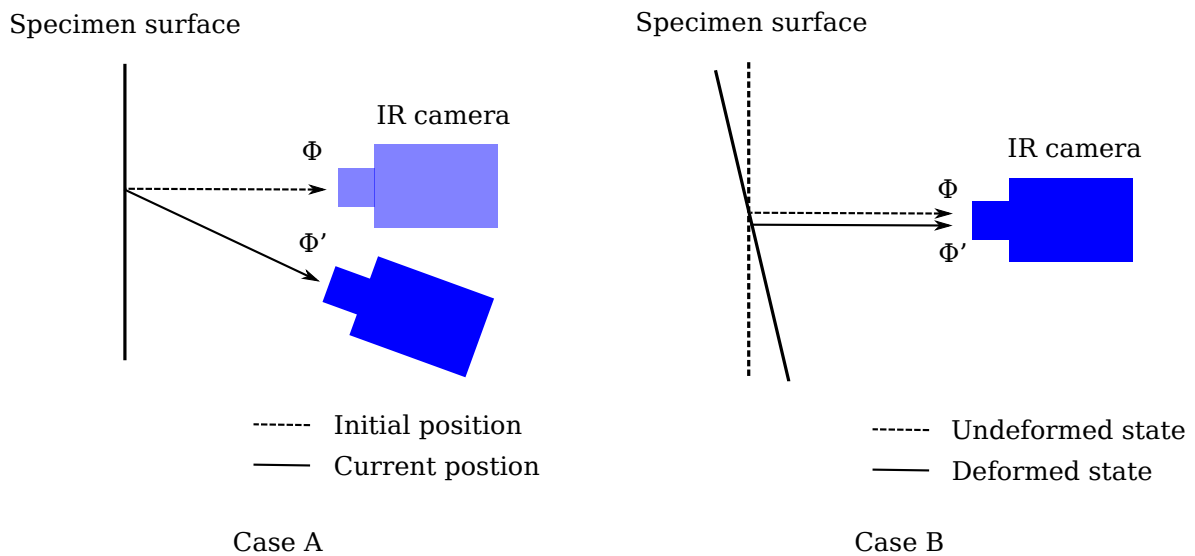 Specimen surface
IR camera
Φ
Φ’
Initial position
Current postion
Case A
Specimen surface
IR camera
Φ
Φ’
Undeformed state
Deformed state
Case B